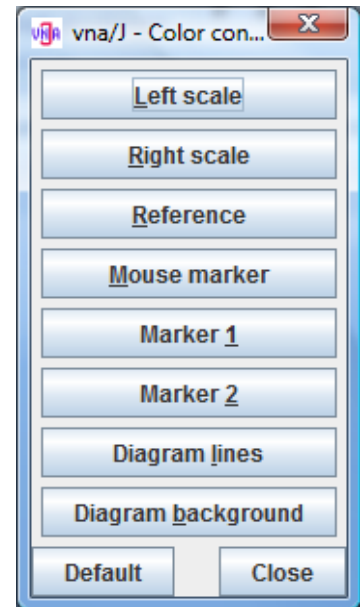 VNA vna/J - Color con...
Left scale
Right scale
Reference
Mouse marker
Marker 1
Marker 2
Diagram lines
Diagram background
Default Close